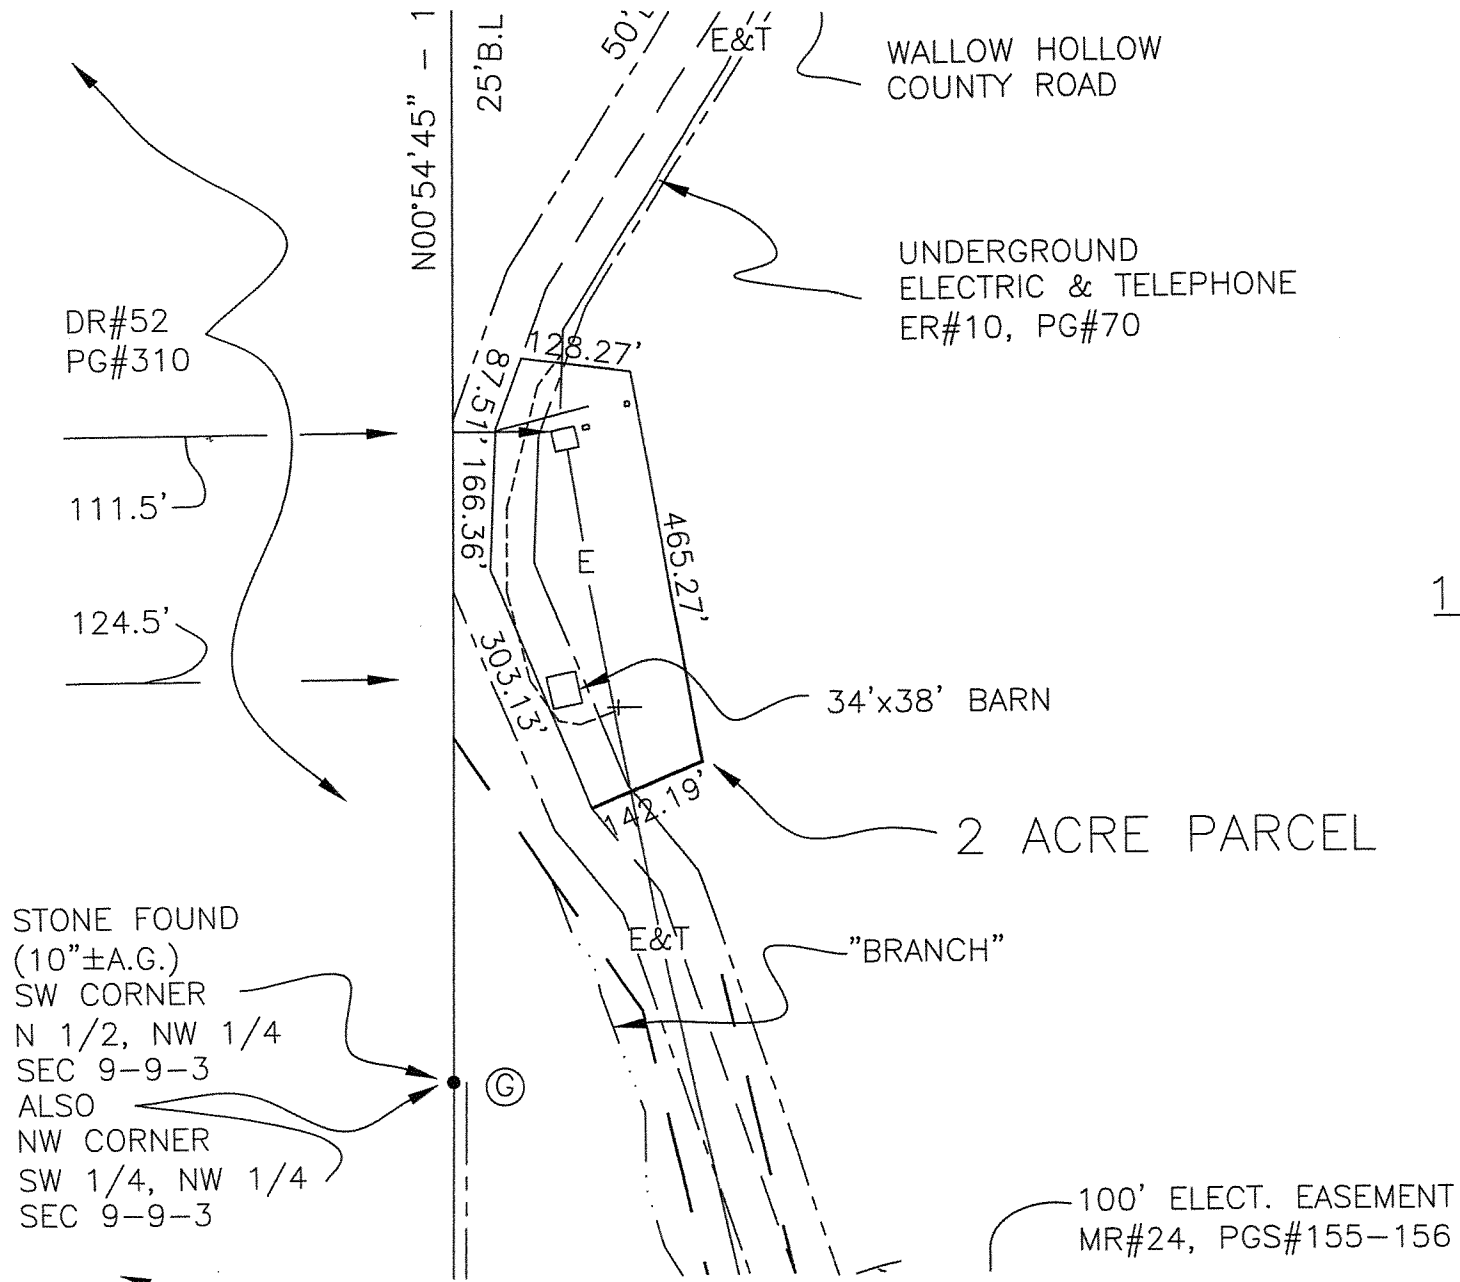 N00°54'45" - 1
25'B.L
50'
E&T
WALLOW HOLLOW
COUNTY ROAD
UNDERGROUND
ELECTRIC & TELEPHONE
ER#10, PG#70
DR#52
PG#310
128.27'
87.51'
111.5'
166.36'
465.27'
E
124.5'
303.13'
1
34'x38' BARN
142.19'
2 ACRE PARCEL
STONE FOUND
(10"±A.G.)
SW CORNER
N 1/2, NW 1/4
SEC 9-9-3
ALSO
NW CORNER
SW 1/4, NW 1/4
SEC 9-9-3
E&T
"BRANCH"
G
100' ELECT. EASEMENT
MR#24, PGS#155-156